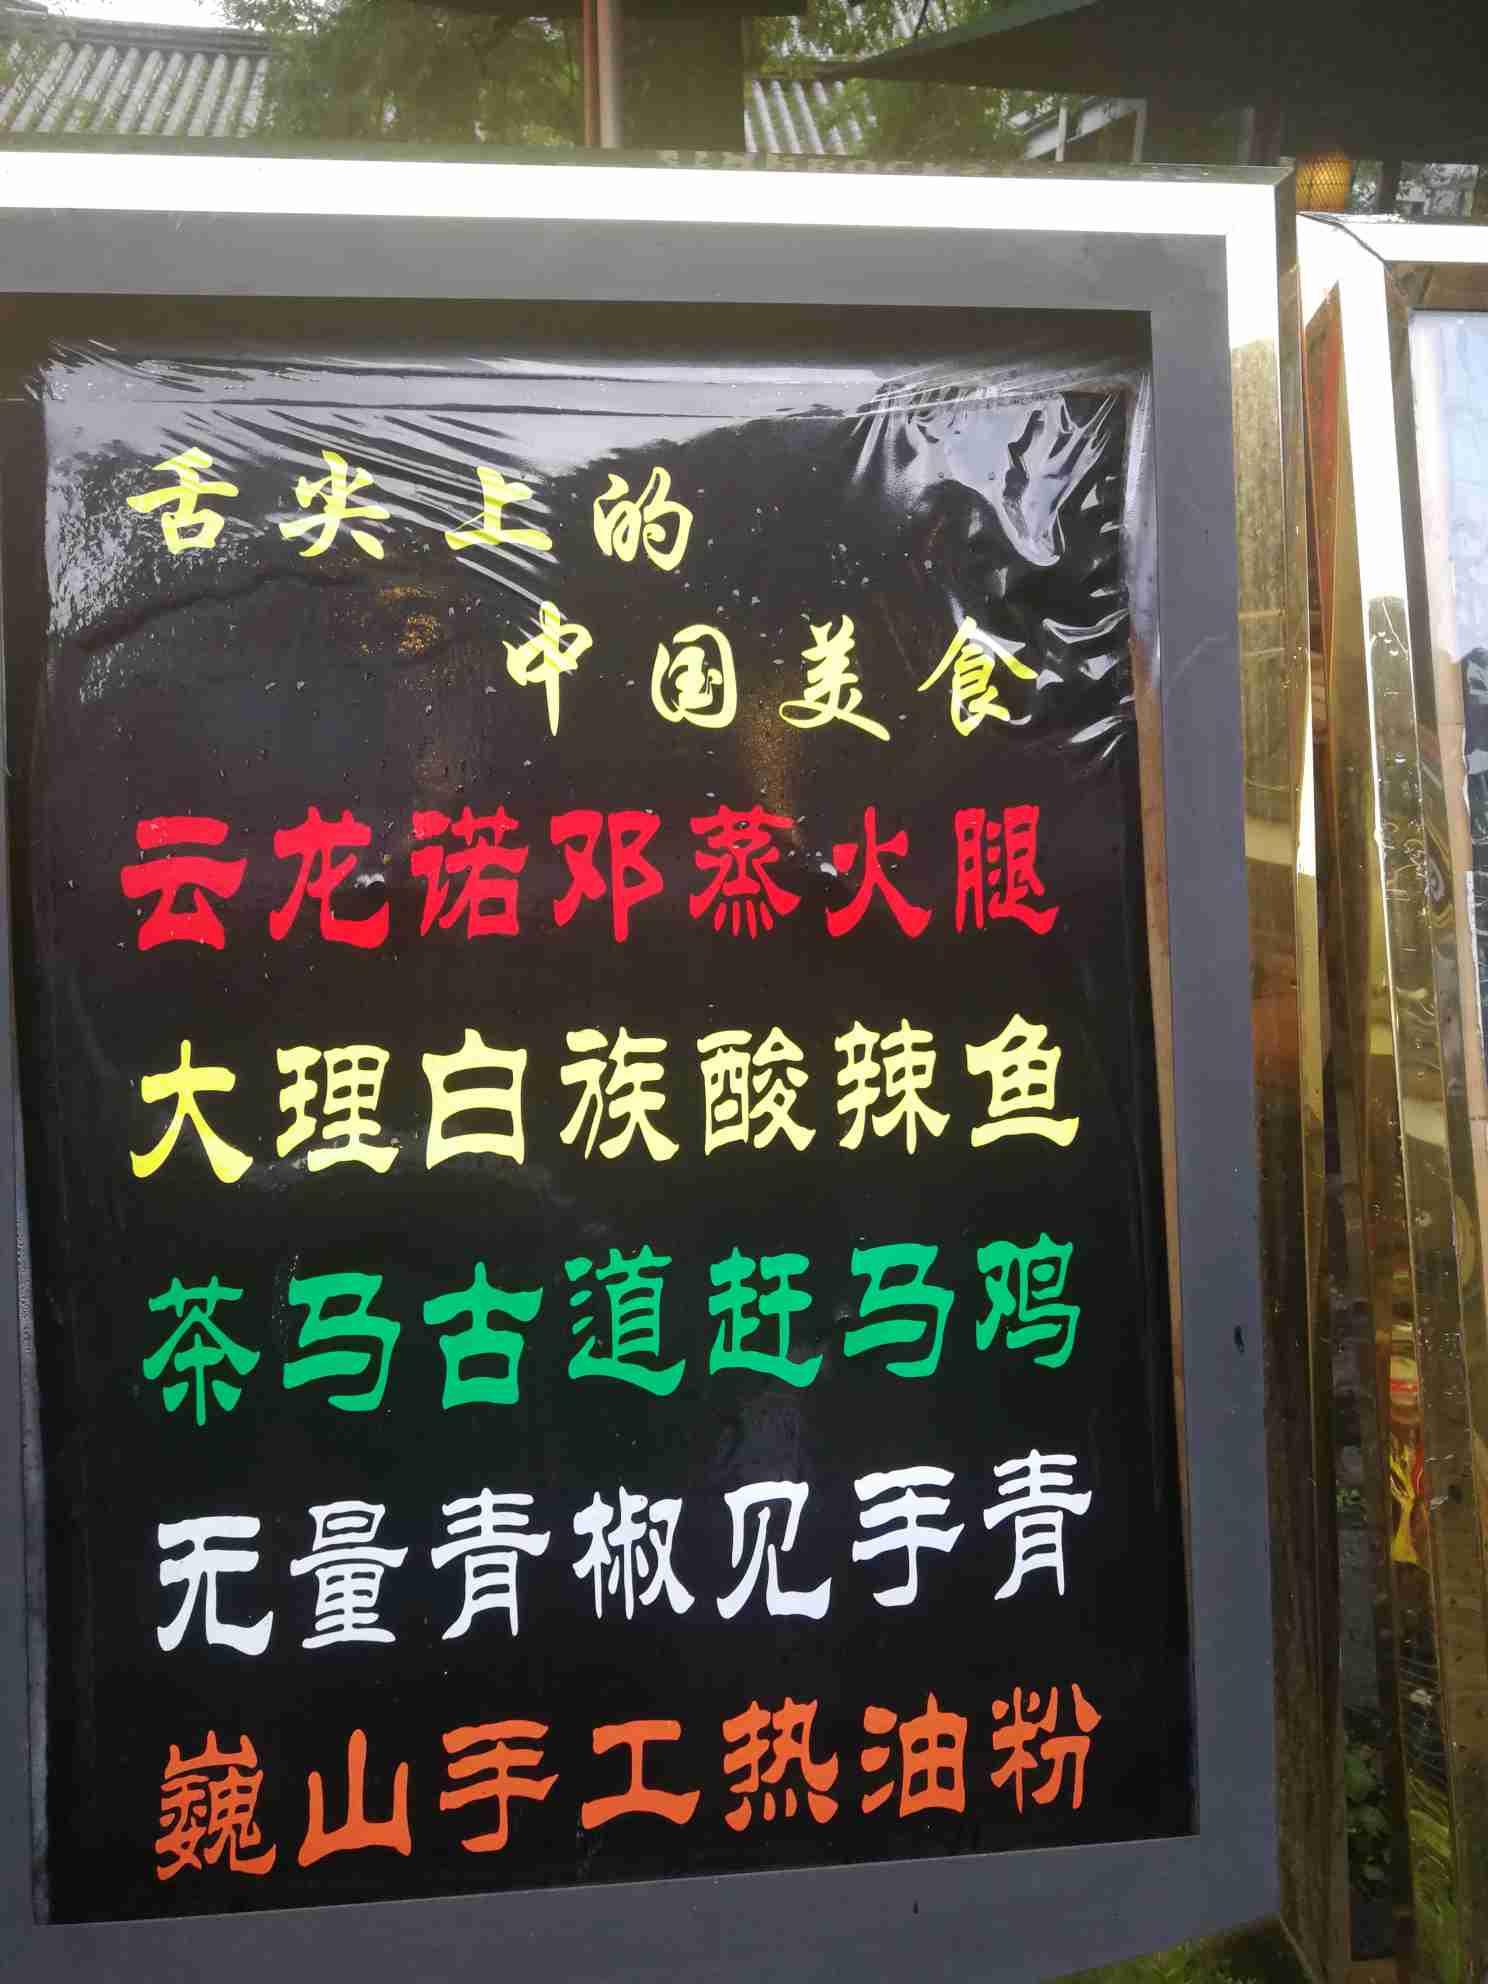 舌尖上的
中国美食
云龙诺邓蒸火腿
大理白族酸辣鱼
茶马古道赶马鸡
无量青椒见手青
巍山手工热油粉